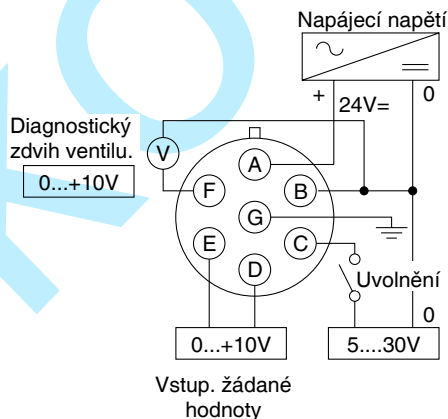 Napájecí napětí
+ 24V= 0
Diagnostický
zdvih ventilu.
0...+10V
V
A
F B
G
E C
D
Uvolnění
0
0...+10V 5....30V
Vstup. žádané
hodnoty